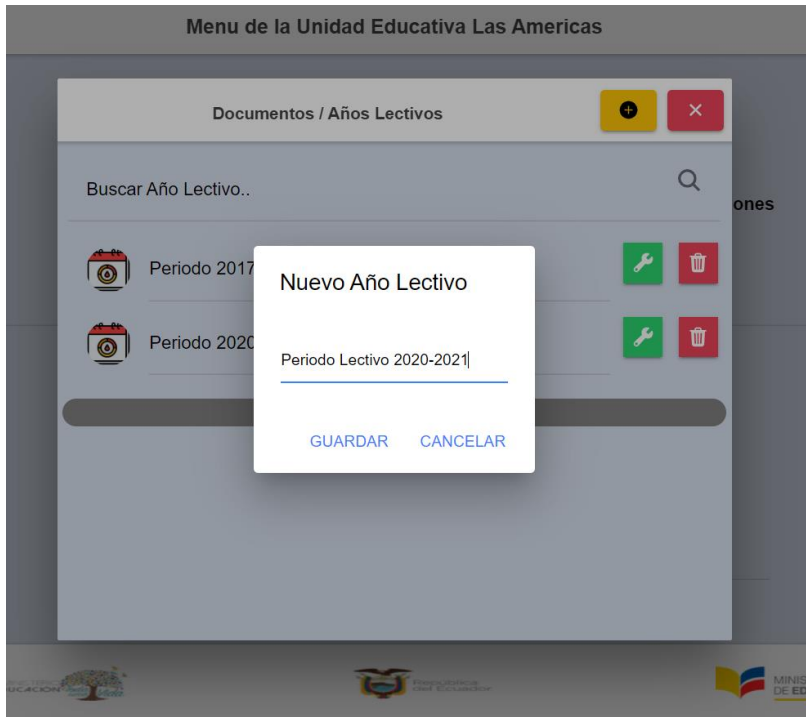 Menu de la Unidad Educativa Las Americas
Documentos / Años Lectivos
Buscar Año Lectivo..
ones
Periodo 2017
Nuevo Año Lectivo
Periodo 2020
Periodo Lectivo 2020-2021
GUARDAR CANCELAR
República
del Ecuador
MINIS
DE ED